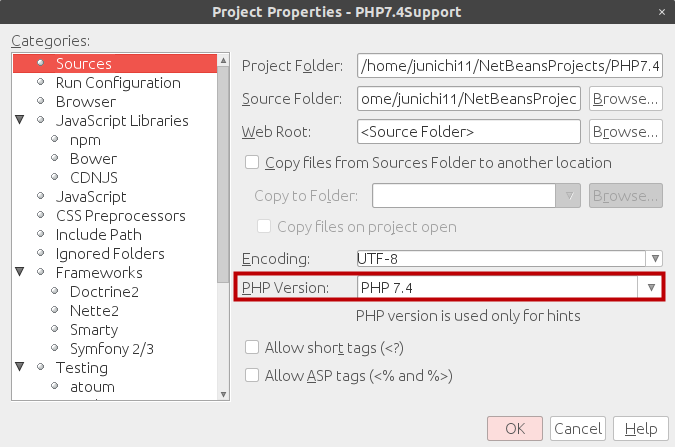 Project Properties - PHP7.4Support
Categories:
Sources
Run Configuration
Browser
JavaScript Libraries
npm
Bower
CDNJS
JavaScript
CSS Preprocessors
Include Path
Ignored Folders
Frameworks
Doctrine2
Nette2
Smarty
Symfony 2/3
Testing
atoum
Project Folder: /home/junichi11/NetBeansProjects/PHP7.4
Source Folder: ome/junichi11/NetBeansProjec Browse...
Web Root: <Source Folder> Browse...
Copy files from Sources Folder to another location
Copy to Folder: Browse...
Copy files on project open
Encoding: UTF-8
PHP Version: PHP 7.4
PHP version is used only for hints
Allow short tags (<?)
Allow ASP tags (<% and %>)
OK Cancel Help